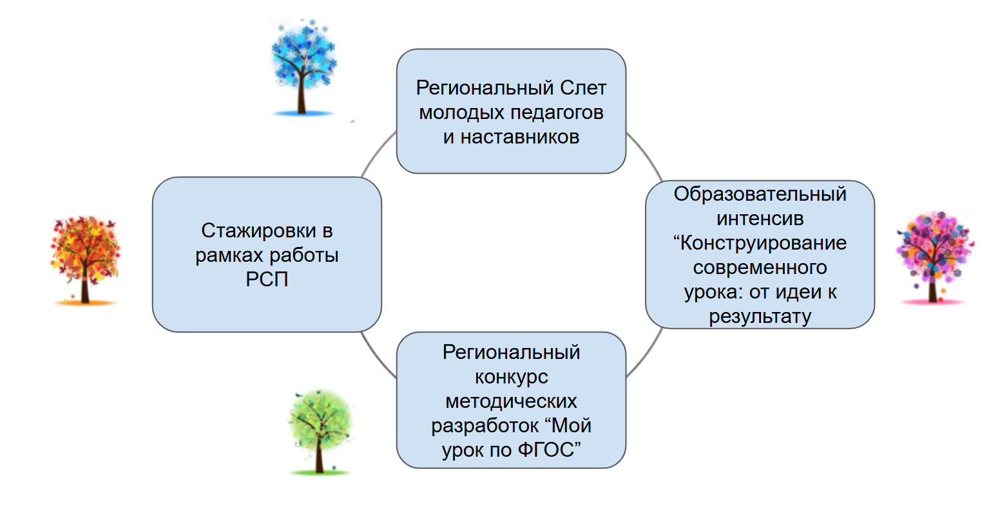 Региональный Слет
молодых педагогов
и наставников
Стажировки в
рамках работы
РСП
Образовательный
интенсив
“Конструирование
современного
урока: от идеи к
результату
Региональный
конкурс
методических
разработок “Мой
урок по ФГОС”